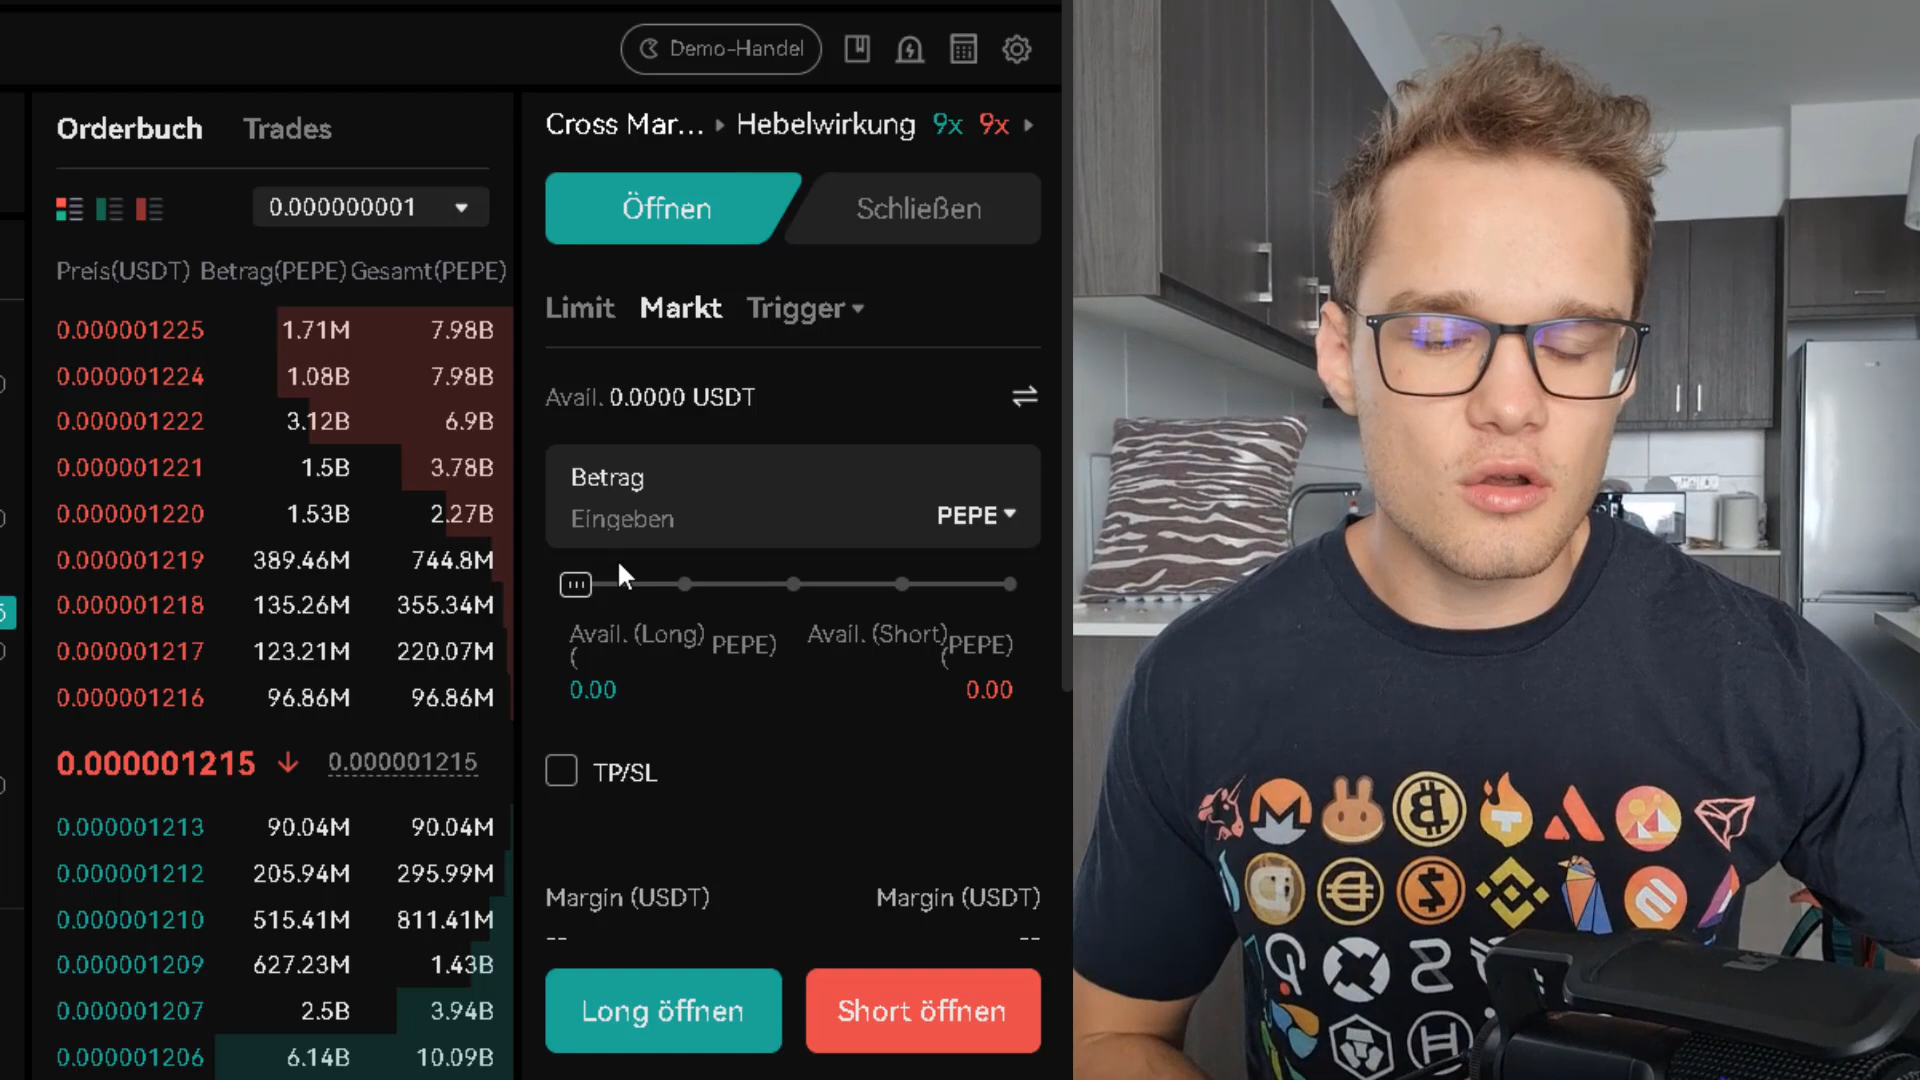 Demo-Handel
Orderbuch Trades
0.000000001
Preis(USDT) Betrag(PEPE) Gesamt(PEPE)
0.000001225 1.71M 7.98B
0.000001224 1.08B 7.98B
0.000001222 3.12B 6.9B
0.000001221 1.5B 3.78B
0.000001220 1.53B 2.27B
0.000001219 389.46M 744.8M
0.000001218 135.26M 355.34M
0.000001217 123.21M 220.07M
0.000001216 96.86M 96.86M
0.000001215 0.000001215
0.000001213 90.04M 90.04M
0.000001212 205.94M 295.99M
0.000001210 515.41M 811.41M
0.000001209 627.23M 1.43B
0.000001207 2.5B 3.94B
0.000001206 6.14B 10.09B
Cross Mar... Hebelwirkung 9x 9x
Öffnen Schließen
Limit Markt Trigger
Avail. 0.0000 USDT
Betrag
Eingeben PEPE
Avail. (Long) ( PEPE) Avail. (Short) ( PEPE)
0.00 0.00
TP/SL
Margin (USDT) Margin (USDT)
-- --
Long öffnen Short öffnen